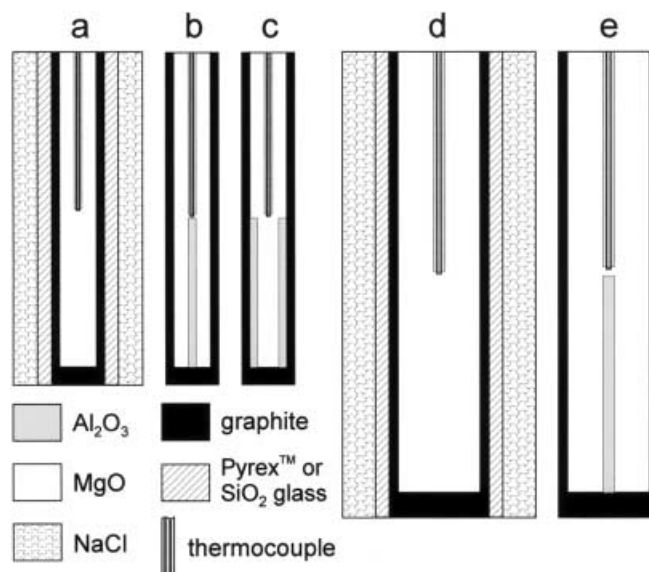 a b c d e
Al₂O₃ graphite
MgO Pyrex™ or
SiO₂ glass
NaCl thermocouple